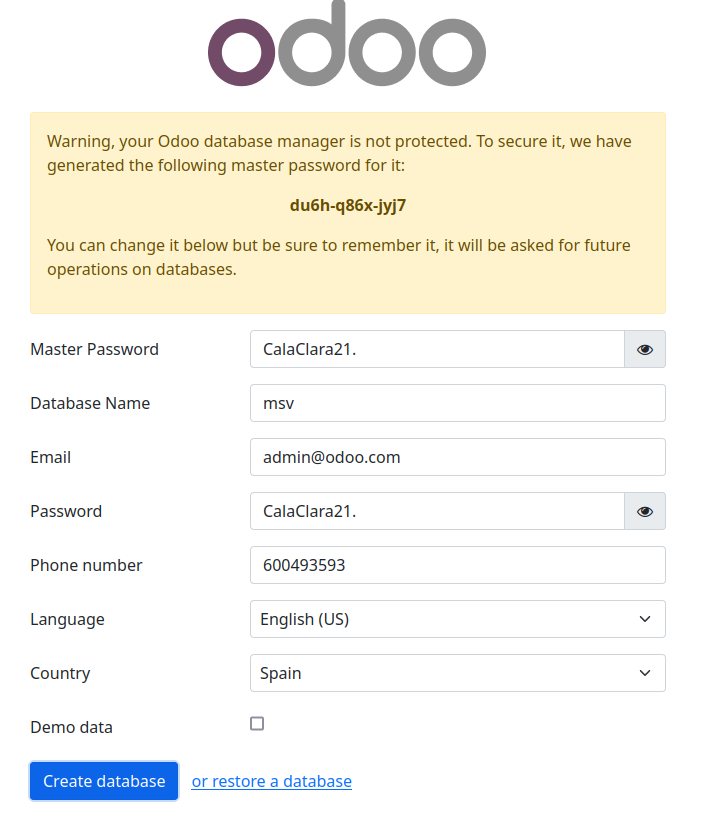 odoo
Warning, your Odoo database manager is not protected. To secure it, we have
generated the following master password for it:
du6h-q86x-jyj7
You can change it below but be sure to remember it, it will be asked for future
operations on databases.
Master Password CalaClara21.
Database Name msv
Email admin@odoo.com
Password CalaClara21.
Phone number 600493593
Language English (US)
Country Spain
Demo data
Create database or restore a database